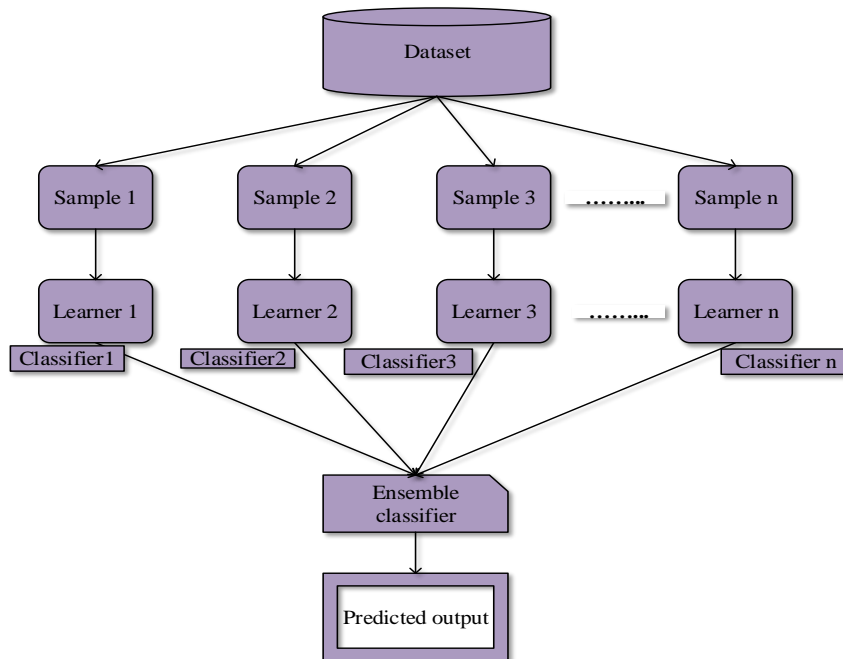 Dataset
Sample 1
Sample 2
Sample 3
.........
Sample n
Learner 1
Learner 2
Learner 3
.........
Learner n
Classifier1
Classifier2
Classifier3
Classifier n
Ensemble
classifier
Predicted output